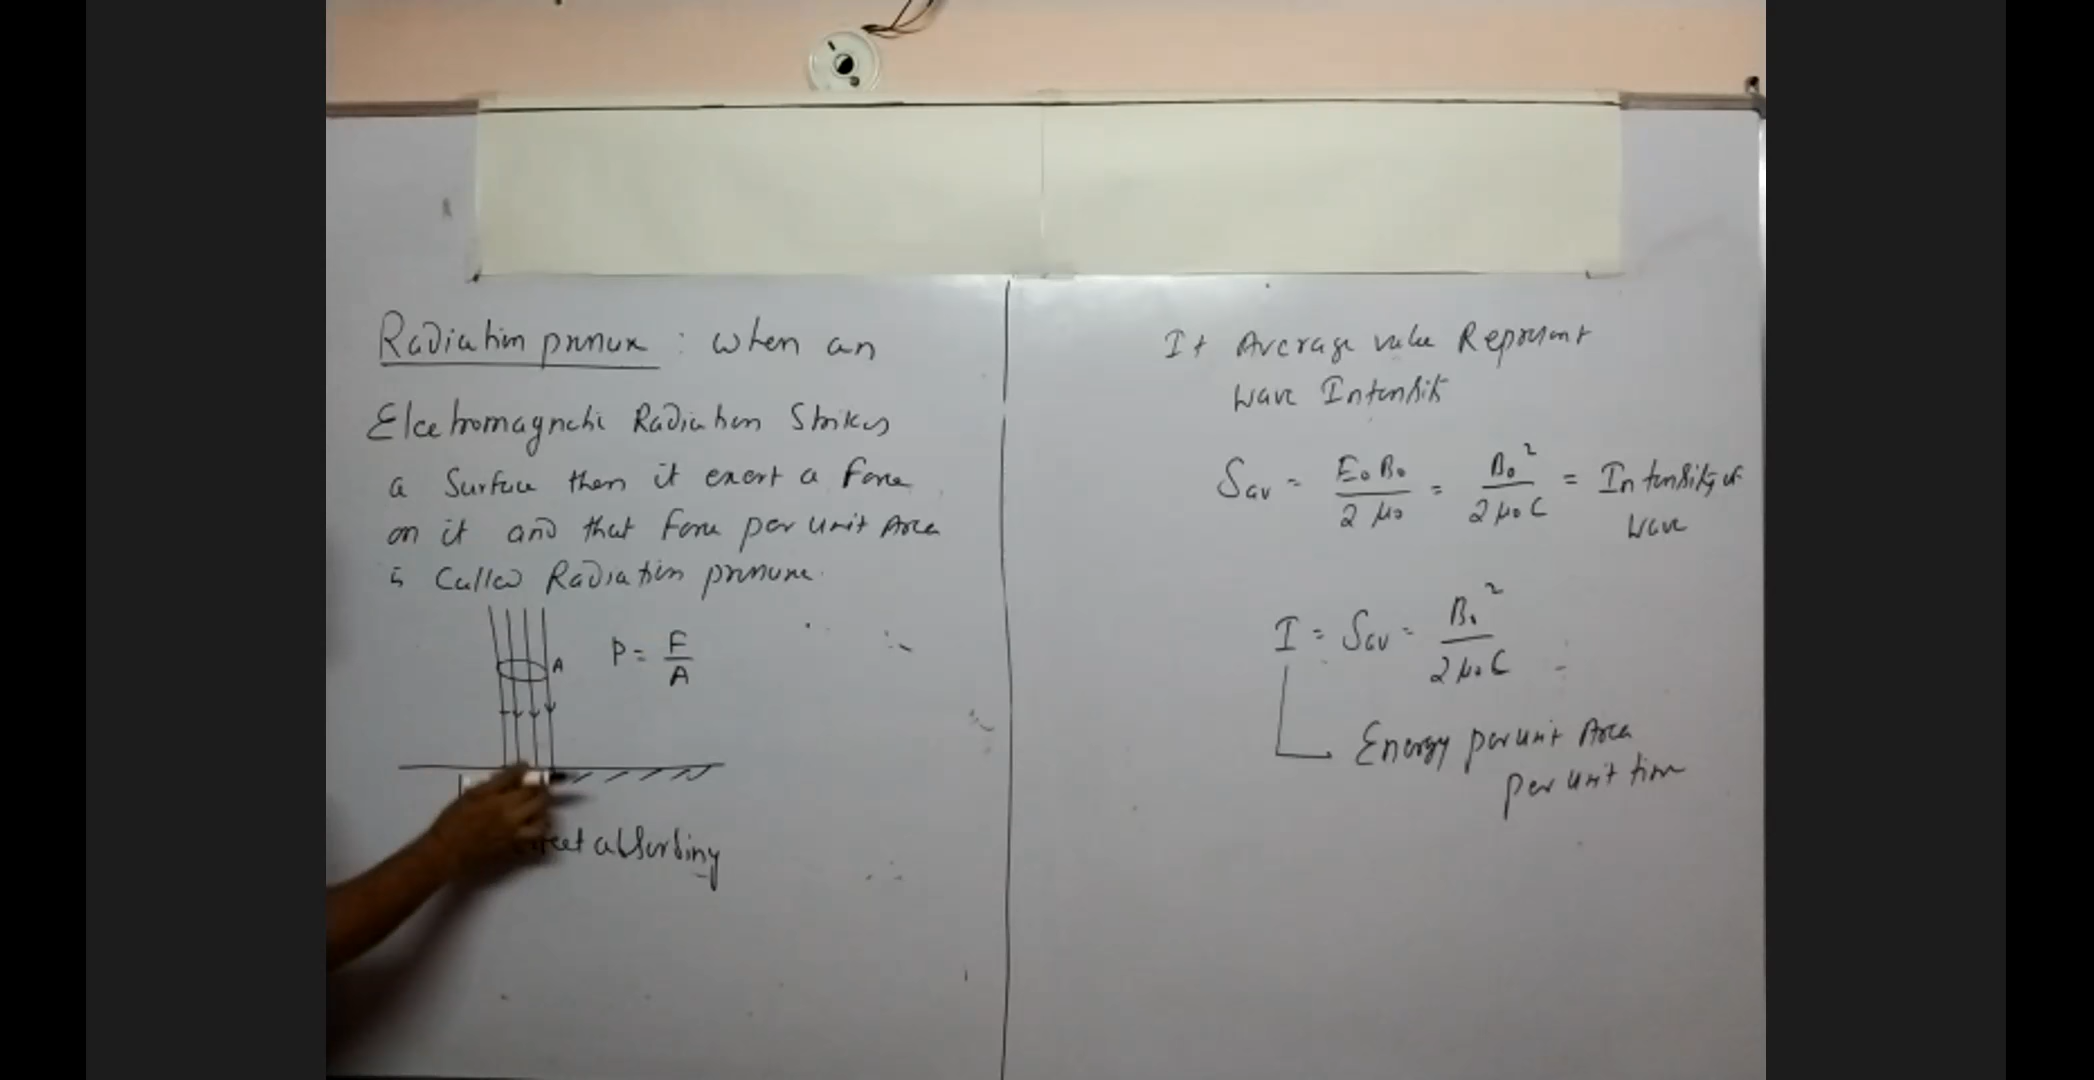 Radiation pressure : when an
Electromagnetic Radiation Strikes
a Surface then it exert a Force
on it and that Force per unit Area
is Called Radiation pressure.
A
P = F/A
absorbing
It Average value Represent
wave Intensity
Sav = E₀B₀/2μ₀ = B₀²/2μ₀C = Intensity of
wave
I = Sav = B₀²/2μ₀C
Energy per unit Area
per unit time